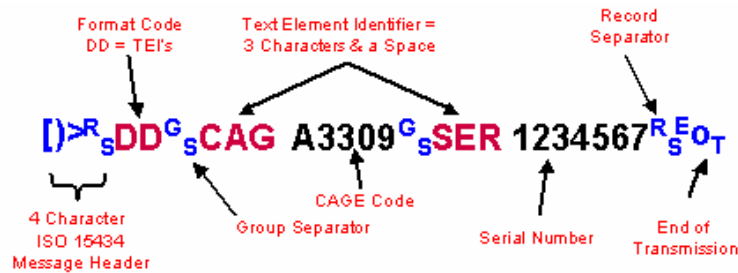 Format Code
DD = TEI's
Text Element Identifier =
3 Characters & a Space
Record
Separator
[)>RSDDGSCAG A3309GSSER 1234567RSEOT
CAGE Code
4 Character
ISO 15434
Message Header
Group Separator
Serial Number
End of
Transmission